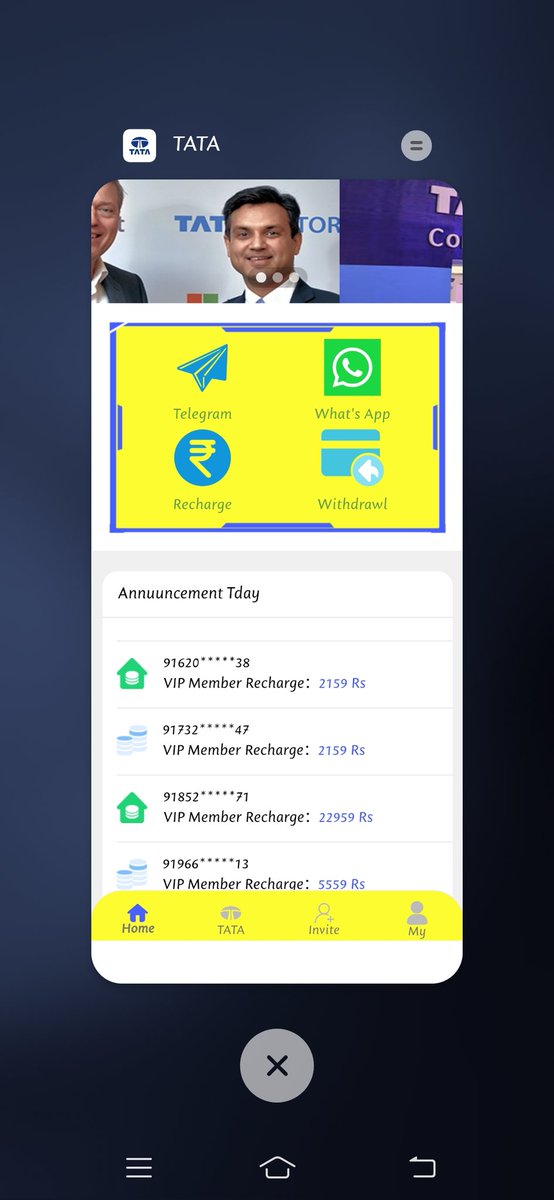 TATA
TATA
t
TAT
TOR
TA
Co
Telegram
What's App
Recharge
Withdrawl
Annuuncement Tday
91620*****38
VIP Member Recharge: 2159 Rs
91732*****47
VIP Member Recharge: 2159 Rs
91852*****71
VIP Member Recharge: 22959 Rs
91966*****13
VIP Member Recharge: 5559 Rs
Home
TATA
Invite
My